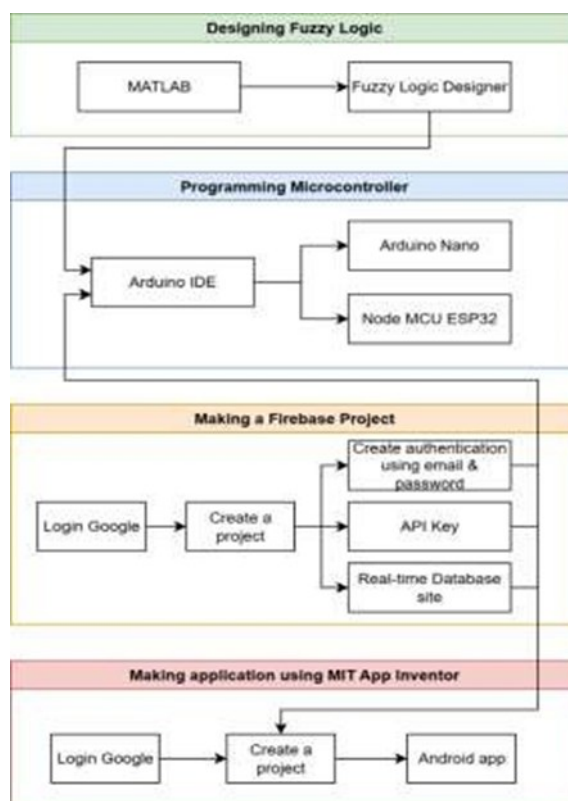 Designing Fuzzy Logic
MATLAB
Fuzzy Logic Designer
Programming Microcontroller
Arduino IDE
Arduino Nano
Node MCU ESP32
Making a Firebase Project
Login Google
Create a
project
Create authentication
using email &
password
API Key
Real-time Database
site
Making application using MIT App Inventor
Login Google
Create a
project
Android app